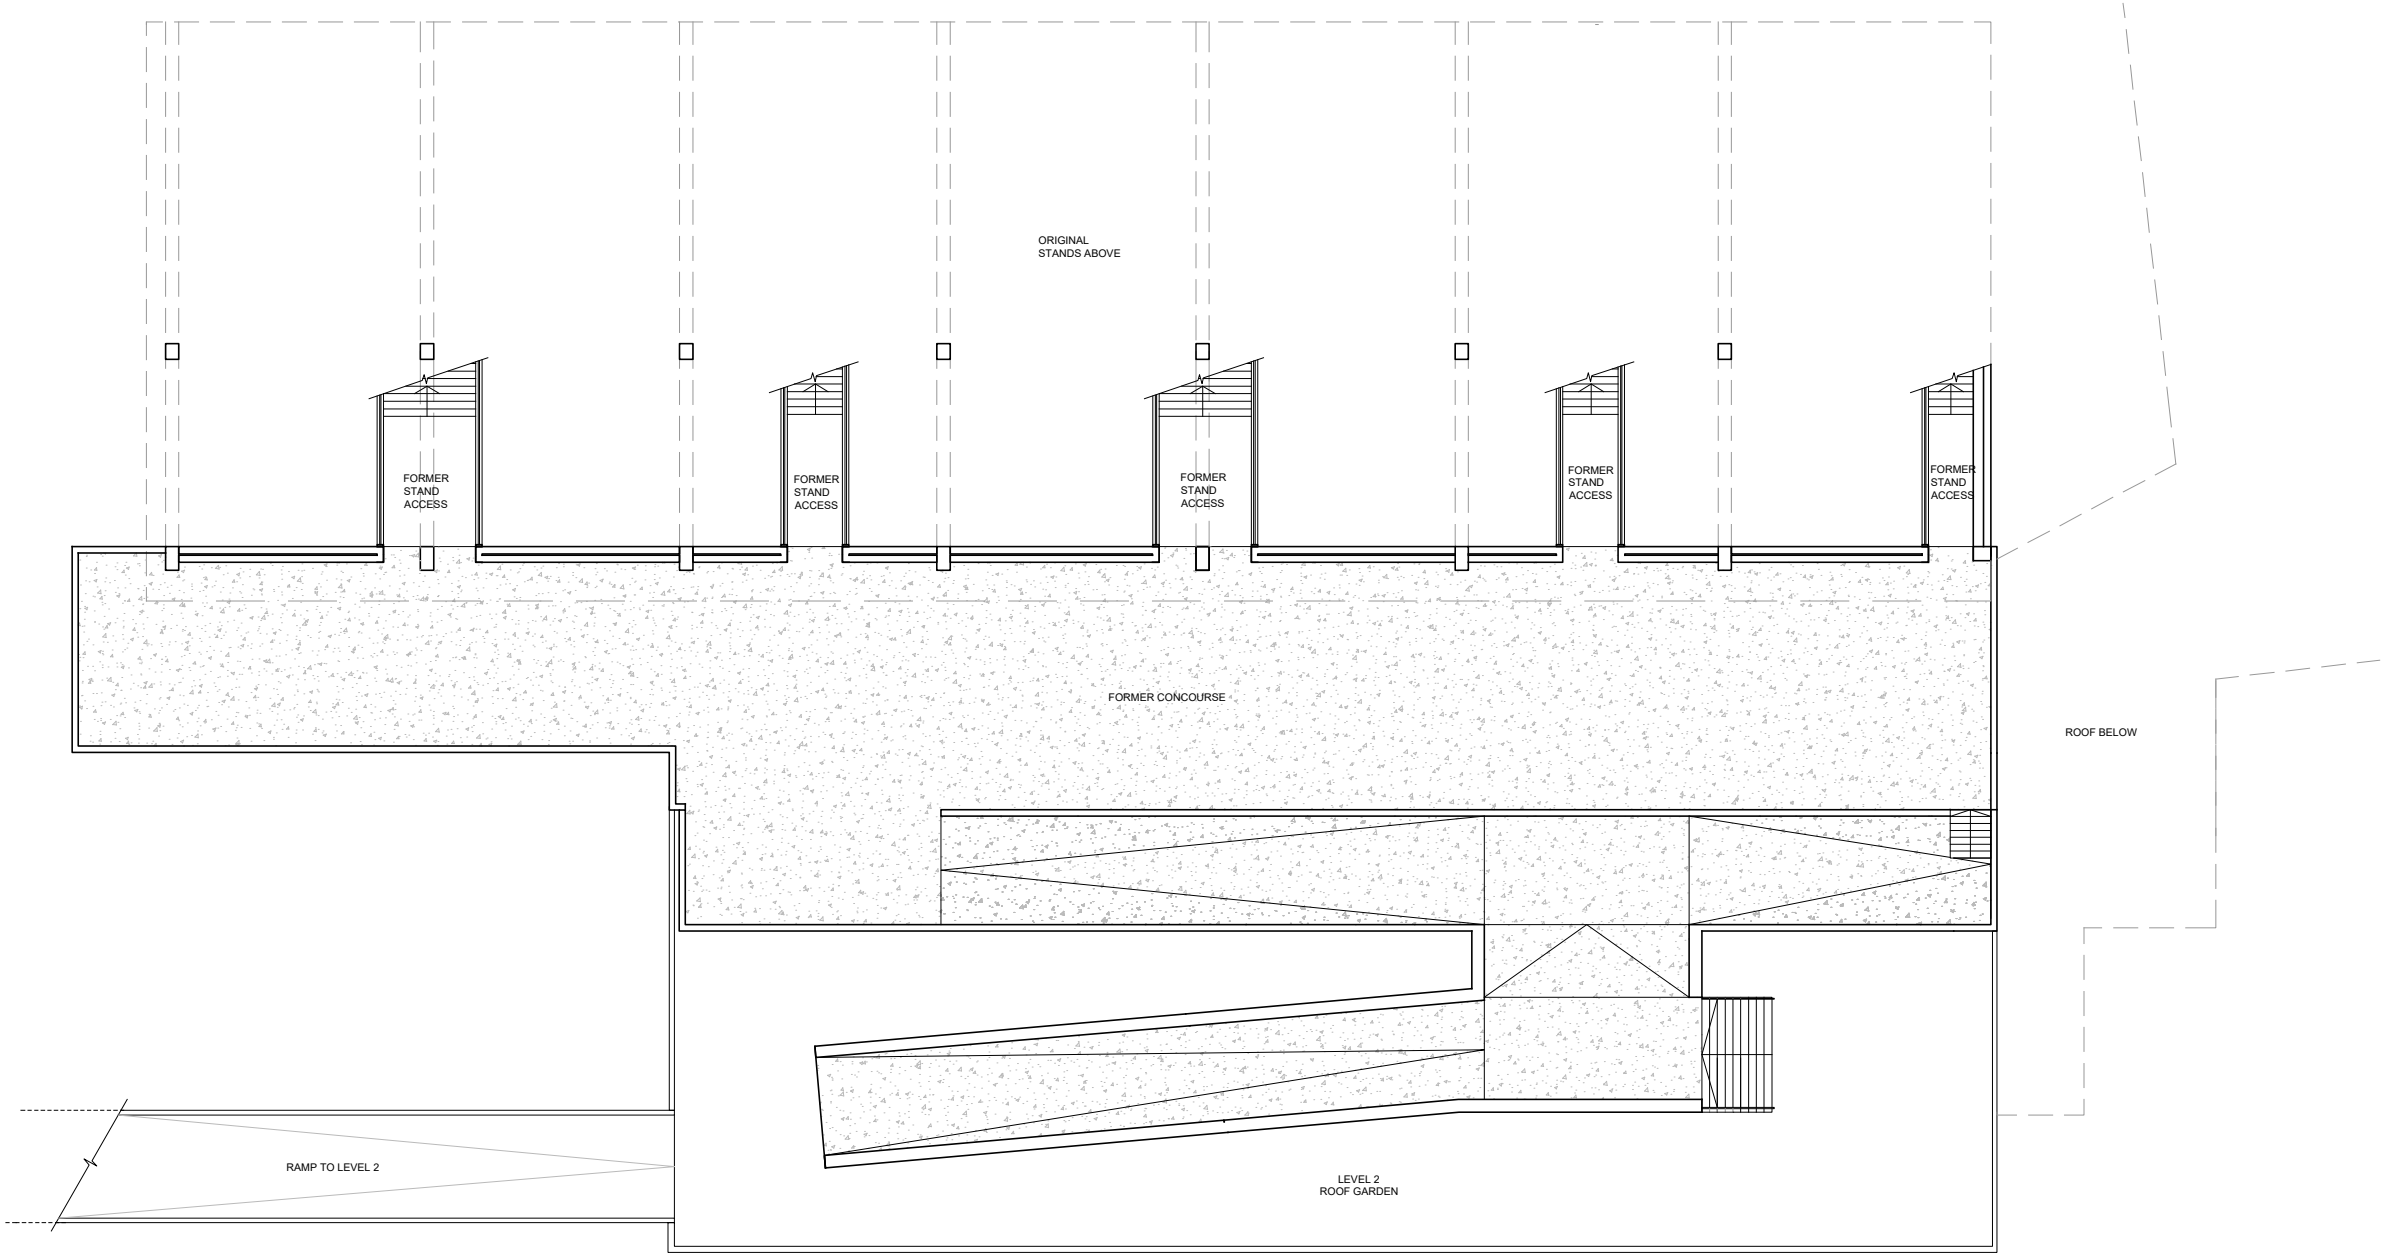 ORIGINAL
STANDS ABOVE
FORMER
STAND
ACCESS
FORMER
STAND
ACCESS
FORMER
STAND
ACCESS
FORMER
STAND
ACCESS
FORMER
STAND
ACCESS
FORMER CONCOURSE
ROOF BELOW
RAMP TO LEVEL 2
LEVEL 2
ROOF GARDEN